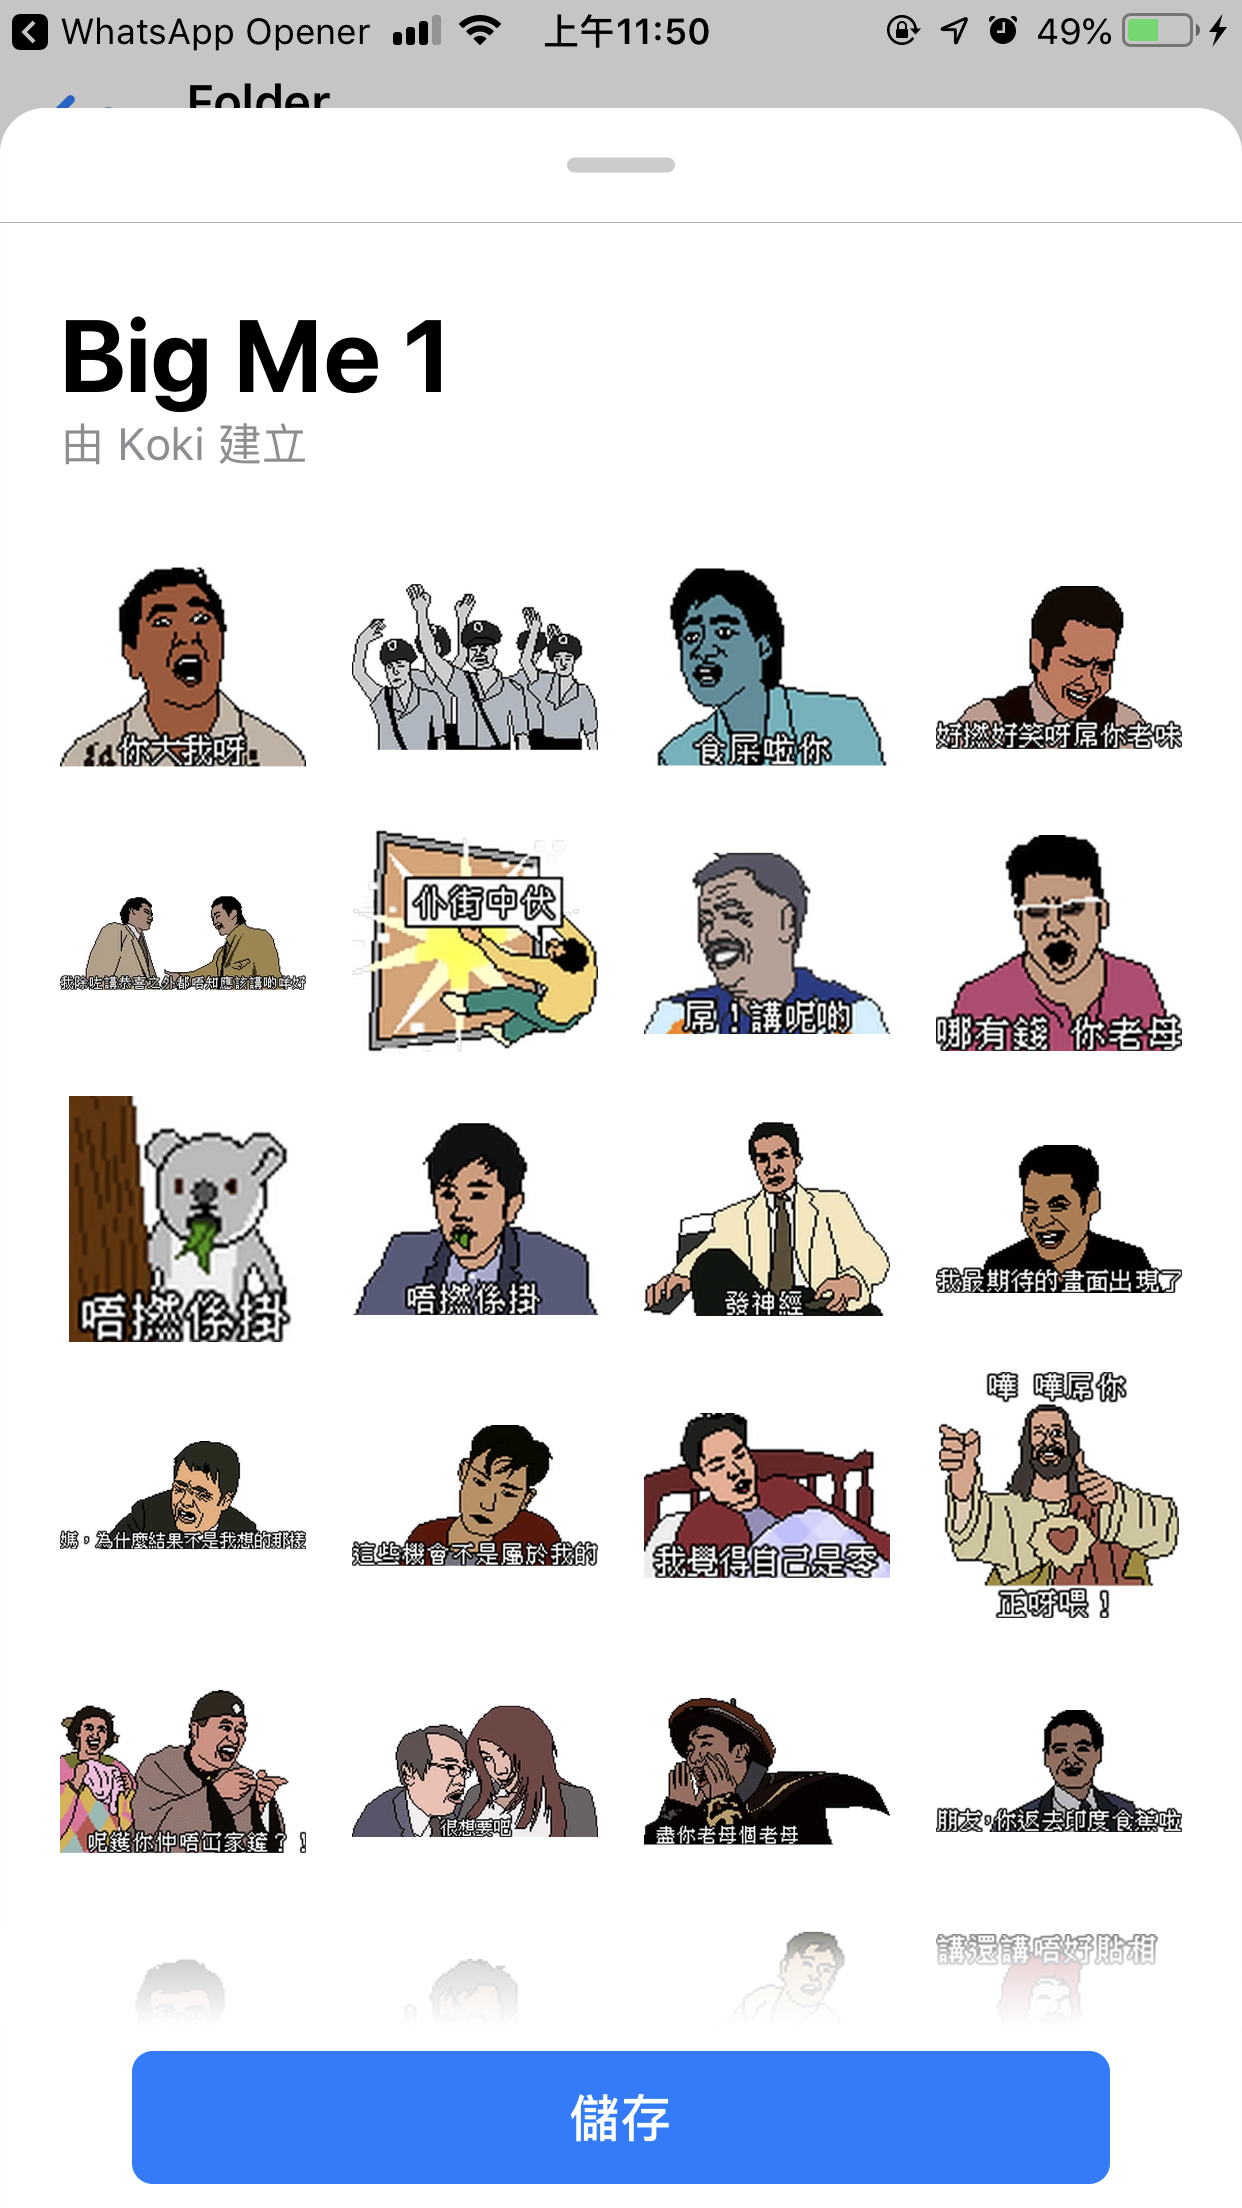 WhatsApp Opener
上午11:50
49%
Folder
Big Me 1
由 Koki 建立
你大我呀
食屎啦你
好撚好笑呀屌你老味
我除咗講恭喜之外都唔知應該講啲咩好
仆街中伏
屌！講呢啲
哪有錢 你老母
唔撚係掛
唔撚係掛
發神經
我最期待的畫面出現了
媽，為什麼結果不是我想的那樣
這些機會不是屬於我的
我覺得自己是零
嘩 嘩屌你
正呀喂！
呢鑊你仲唔冚家鏟？！
很想要吧
盡你老母個老母
朋友,你返去印度食蕉啦
講還講唔好貼相
儲存